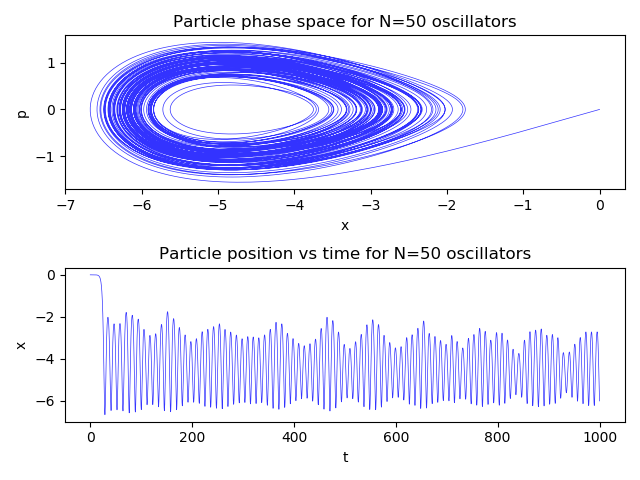 Particle phase space for N=50 oscillators
p
1
0
−1
−7 −6 −5 −4 −3 −2 −1 0
x
Particle position vs time for N=50 oscillators
x
0
−2
−4
−6
0 200 400 600 800 1000
t